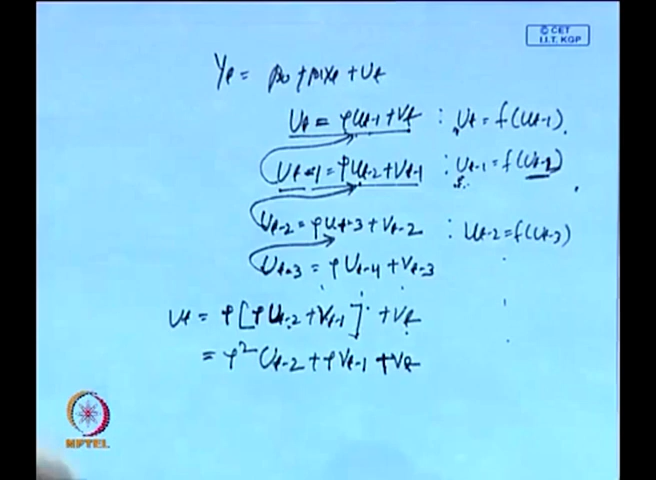 © CET
I.I.T. KGP
Yt = β0 + β1Xt + Ut
Ut = ρUt-1 + Vt : Ut = f(Ut-1)
Ut-1 = ρUt-2 + Vt-1 : Ut-1 = f(Ut-2)
Ut-2 = ρUt-3 + Vt-2 : Ut-2 = f(Ut-3)
Ut-3 = ρUt-4 + Vt-3
Ut = ρ[ρUt-2 + Vt-1] + Vt
= ρ² Ut-2 + ρVt-1 + Vt
NPTEL